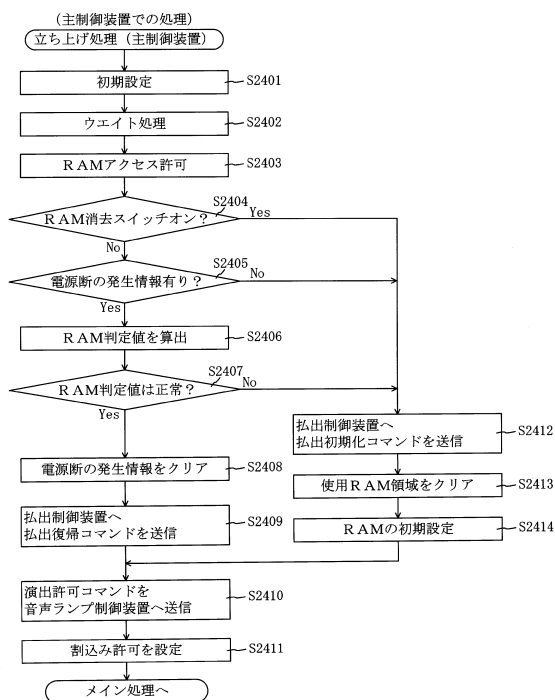 (主制御装置での処理)
立ち上げ処理(主制御装置)
初期設定
S2401
ウエイト処理
S2402
RAMアクセス許可
S2403
S2404
RAM消去スイッチオン?
Yes
No
S2405
電源断の発生情報有り?
No
Yes
RAM判定値を算出
S2406
S2407
RAM判定値は正常?
No
Yes
払出制御装置へ
払出初期化コマンドを送信
S2412
電源断の発生情報をクリア
S2408
使用RAM領域をクリア
S2413
払出制御装置へ
払出復帰コマンドを送信
S2409
RAMの初期設定
S2414
演出許可コマンドを
音声ランプ制御装置へ送信
S2410
割込み許可を設定
S2411
メイン処理へ